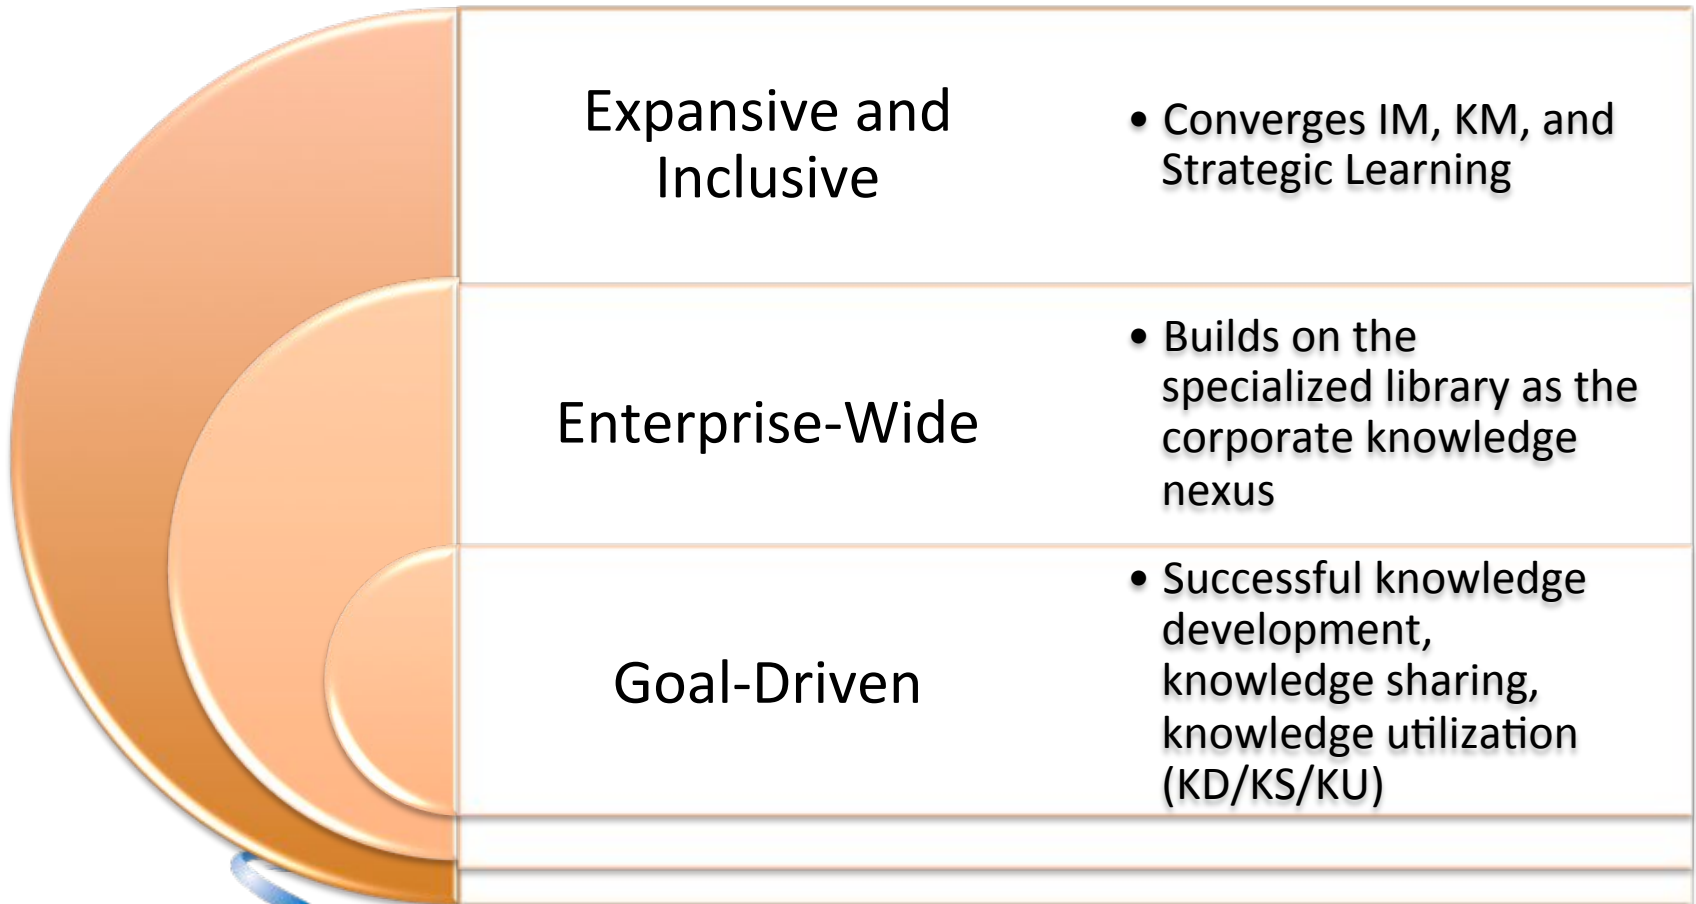 Expansive and
Inclusive
• Converges IM, KM, and
Strategic Learning
Enterprise-Wide
• Builds on the
specialized library as the
corporate knowledge
nexus
Goal-Driven
• Successful knowledge
development,
knowledge sharing,
knowledge utilization
(KD/KS/KU)